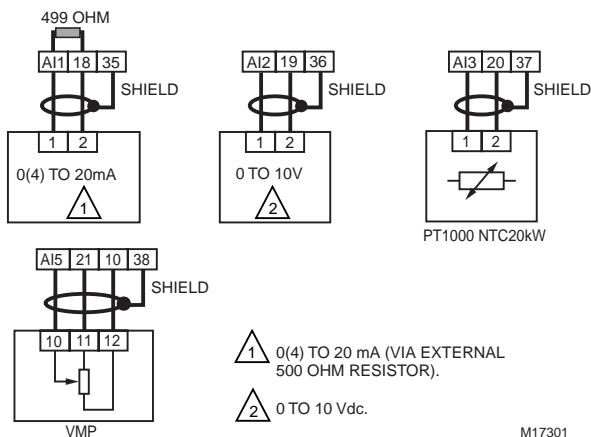 499 OHM
AI1 18 35
SHIELD
1 2
0(4) TO 20mA
1
AI2 19 36
SHIELD
1 2
0 TO 10V
2
AI3 20 37
SHIELD
1 2
PT1000 NTC20kW
AI5 21 10 38
SHIELD
10 11 12
VMP
1 0(4) TO 20 mA (VIA EXTERNAL
500 OHM RESISTOR).
2 0 TO 10 Vdc.
M17301